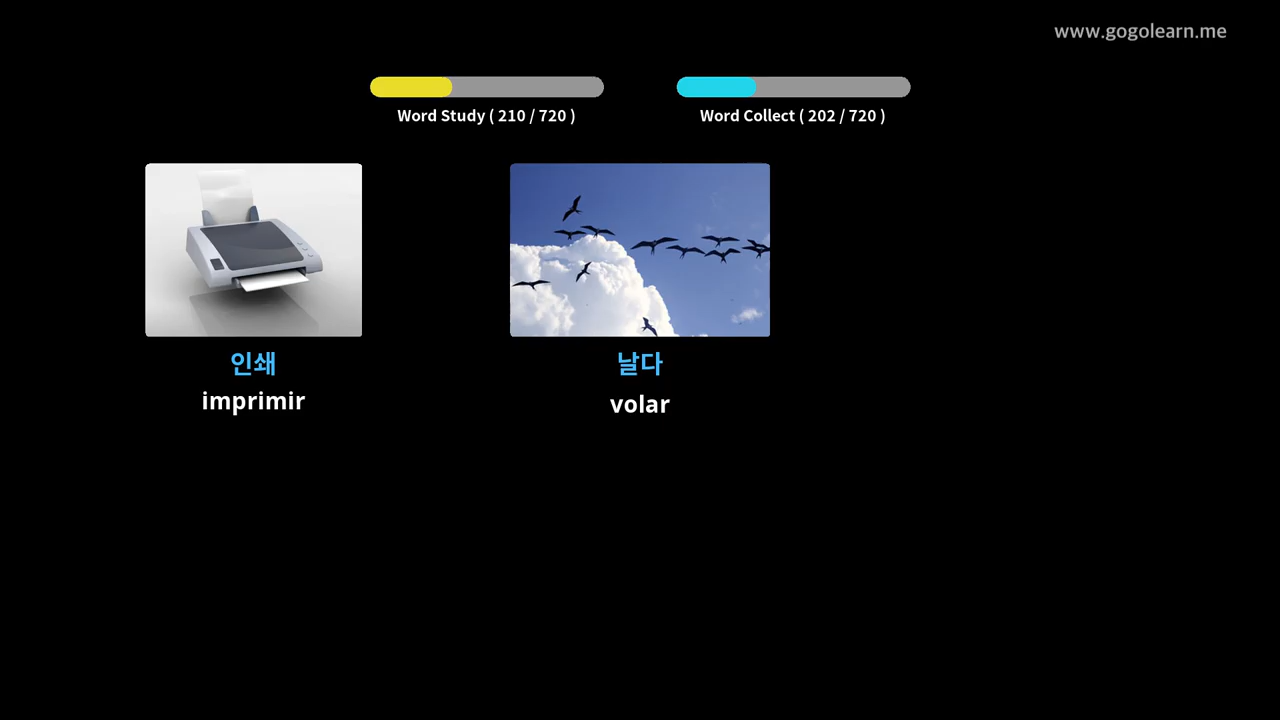 www.gogolearn.me
Word Study ( 210 / 720 )
Word Collect ( 202 / 720 )
인쇄
imprimir
날다
volar